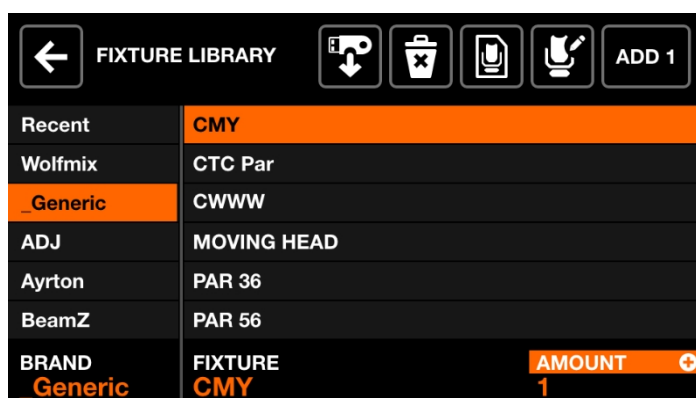 FIXTURE LIBRARY
ADD 1
Recent
CMY
Wolfmix
CTC Par
_Generic
CWWW
ADJ
MOVING HEAD
Ayrton
PAR 36
BeamZ
PAR 56
BRAND
FIXTURE
AMOUNT
_Generic
CMY
1